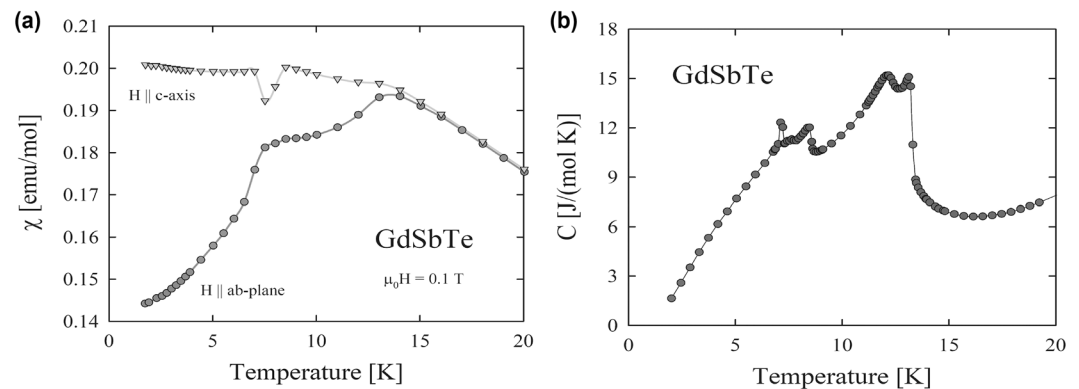 (a)
0.21
0.20
0.19
0.18
0.17
0.16
0.15
0.14
χ [emu/mol]
H || c-axis
GdSbTe
μ₀H = 0.1 T
H || ab-plane
0 5 10 15 20
Temperature [K]
(b)
18
15
12
9
6
3
0
C [J/(mol K)]
GdSbTe
0 5 10 15 20
Temperature [K]